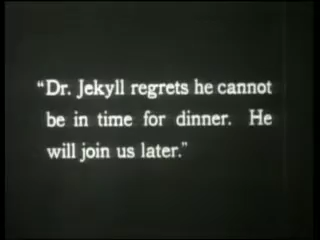 “Dr. Jekyll regrets he cannot
be in time for dinner. He
will join us later.”